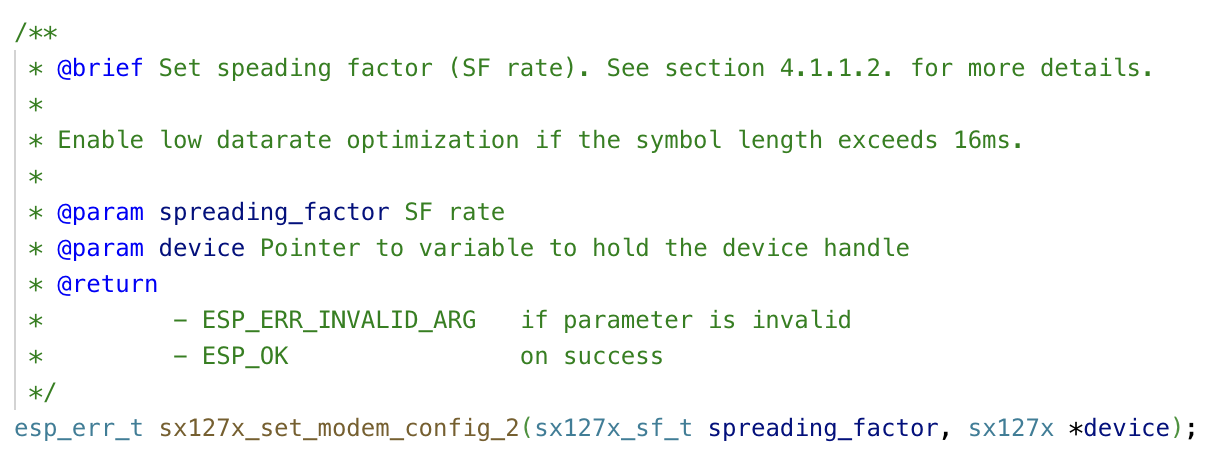 /**
* @brief Set speading factor (SF rate). See section 4.1.1.2. for more details.
*
* Enable low datarate optimization if the symbol length exceeds 16ms.
*
* @param spreading_factor SF rate
* @param device Pointer to variable to hold the device handle
* @return
*         – ESP_ERR_INVALID_ARG   if parameter is invalid
*         – ESP_OK                on success
*/
esp_err_t sx127x_set_modem_config_2(sx127x_sf_t spreading_factor, sx127x *device);